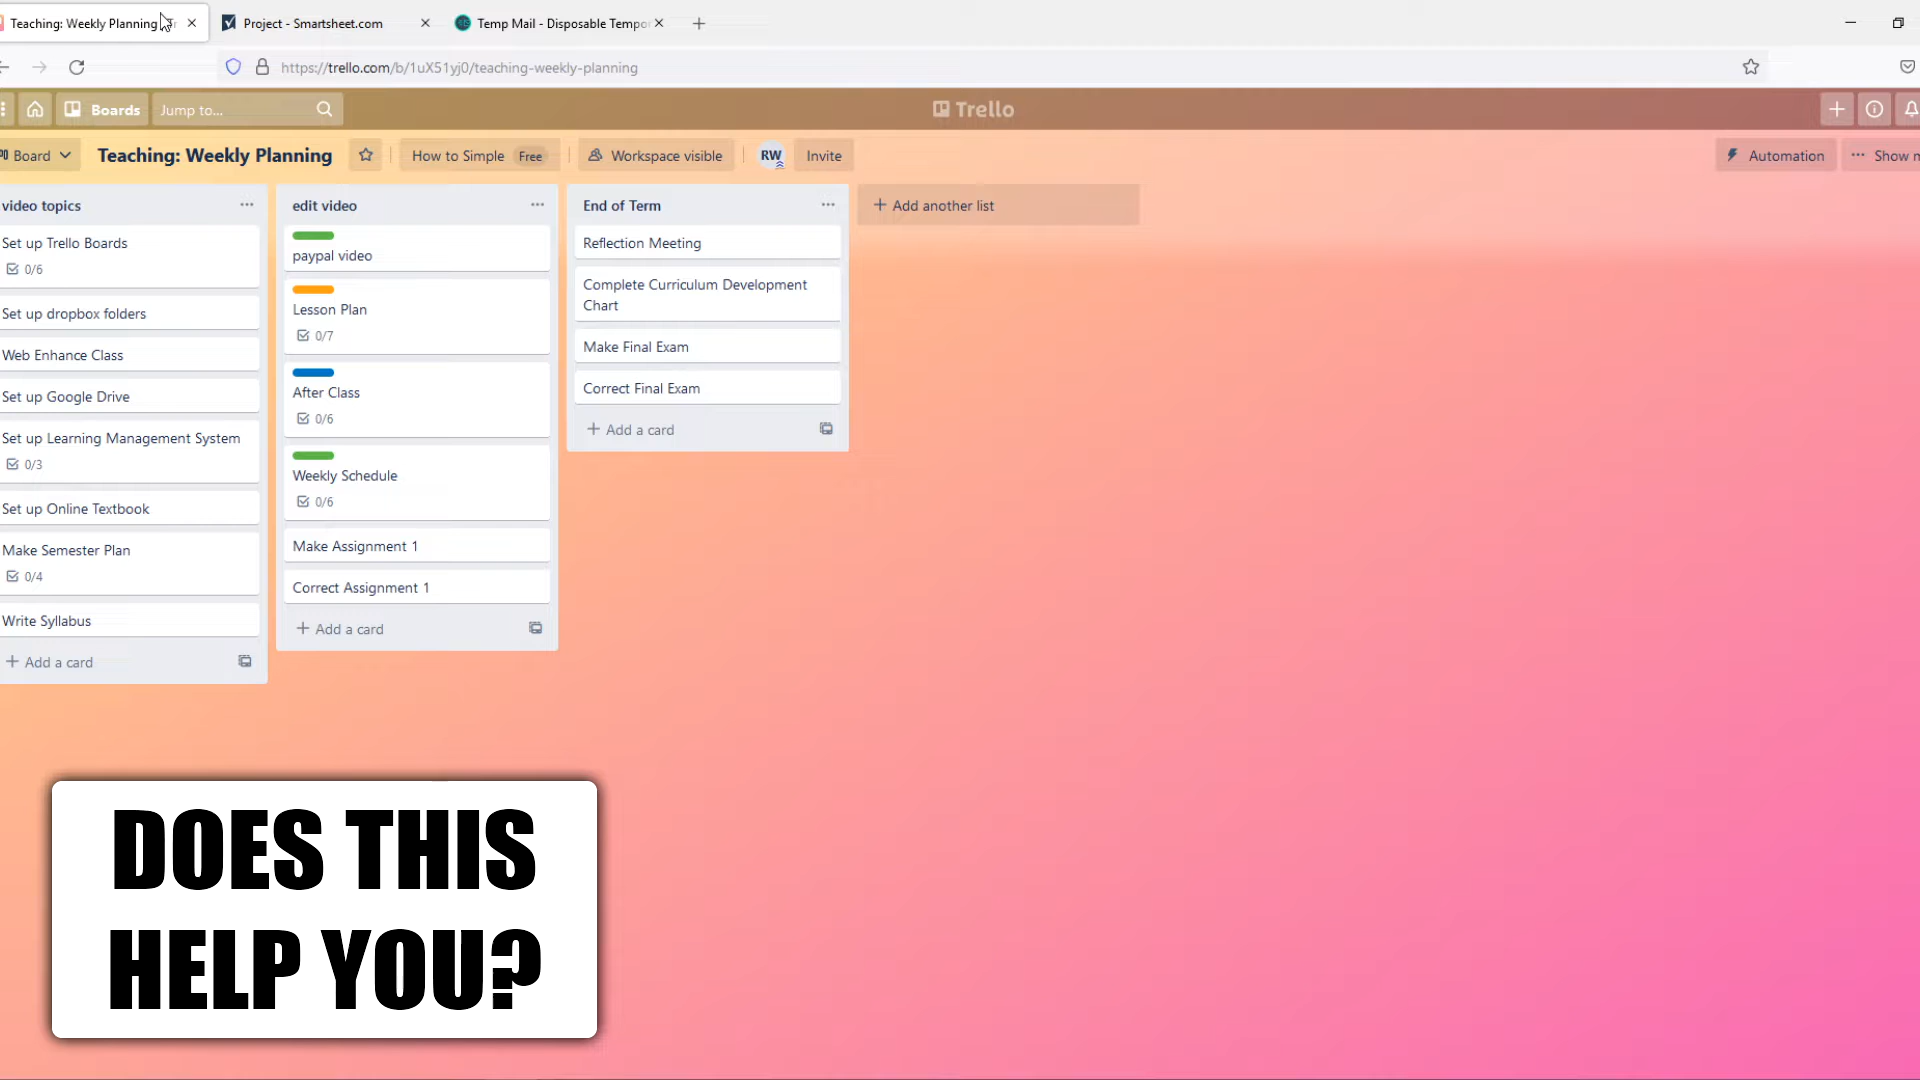 Teaching: Weekly Planning
Project - Smartsheet.com
Temp Mail - Disposable Tempo
https://trello.com/b/1uX51yj0/teaching-weekly-planning
Boards
Jump to...
Trello
Board
Teaching: Weekly Planning
How to Simple Free
Workspace visible
RW
Invite
Automation
Show m
video topics
Set up Trello Boards
0/6
Set up dropbox folders
Web Enhance Class
Set up Google Drive
Set up Learning Management System
0/3
Set up Online Textbook
Make Semester Plan
0/4
Write Syllabus
+ Add a card
edit video
paypal video
Lesson Plan
0/7
After Class
0/6
Weekly Schedule
0/6
Make Assignment 1
Correct Assignment 1
+ Add a card
End of Term
Reflection Meeting
Complete Curriculum Development
Chart
Make Final Exam
Correct Final Exam
+ Add a card
+ Add another list
DOES THIS
HELP YOU?